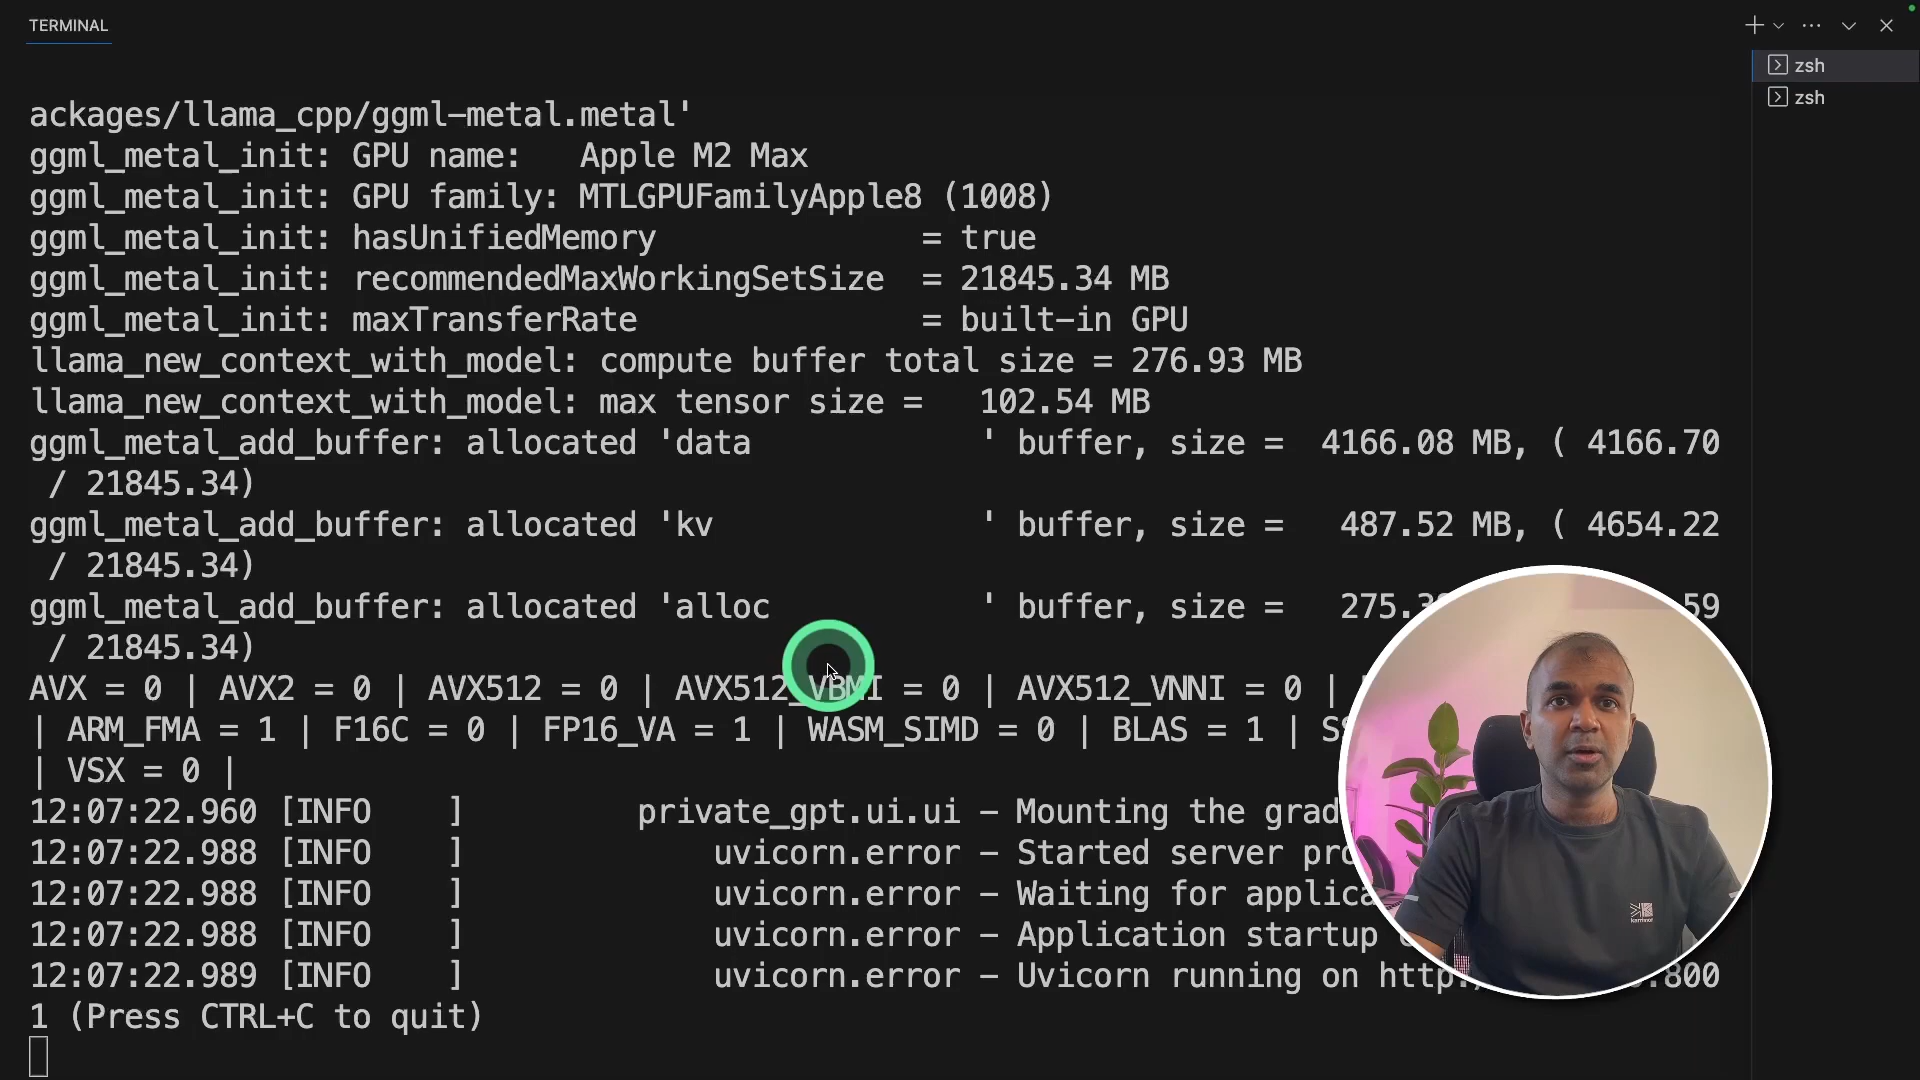 TERMINAL
zsh
zsh
ackages/llama_cpp/ggml-metal.metal'
ggml_metal_init: GPU name:   Apple M2 Max
ggml_metal_init: GPU family: MTLGPUFamilyApple8 (1008)
ggml_metal_init: hasUnifiedMemory              = true
ggml_metal_init: recommendedMaxWorkingSetSize  = 21845.34 MB
ggml_metal_init: maxTransferRate               = built-in GPU
llama_new_context_with_model: compute buffer total size = 276.93 MB
llama_new_context_with_model: max tensor size =   102.54 MB
ggml_metal_add_buffer: allocated 'data            ' buffer, size =  4166.08 MB, ( 4166.70
/ 21845.34)
ggml_metal_add_buffer: allocated 'kv              ' buffer, size =   487.52 MB, ( 4654.22
/ 21845.34)
ggml_metal_add_buffer: allocated 'alloc           ' buffer, size =   275.3 59
/ 21845.34)
AVX = 0 | AVX2 = 0 | AVX512 = 0 | AVX512_VBMI = 0 | AVX512_VNNI = 0 |
| ARM_FMA = 1 | F16C = 0 | FP16_VA = 1 | WASM_SIMD = 0 | BLAS = 1 |
| VSX = 0 |
12:07:22.960 [INFO    ]         private_gpt.ui.ui - Mounting the
12:07:22.988 [INFO    ]             uvicorn.error - Started server
12:07:22.988 [INFO    ]             uvicorn.error - Waiting for
12:07:22.988 [INFO    ]             uvicorn.error - Application startup
12:07:22.989 [INFO    ]             uvicorn.error - Uvicorn running on http: .800
1 (Press CTRL+C to quit)